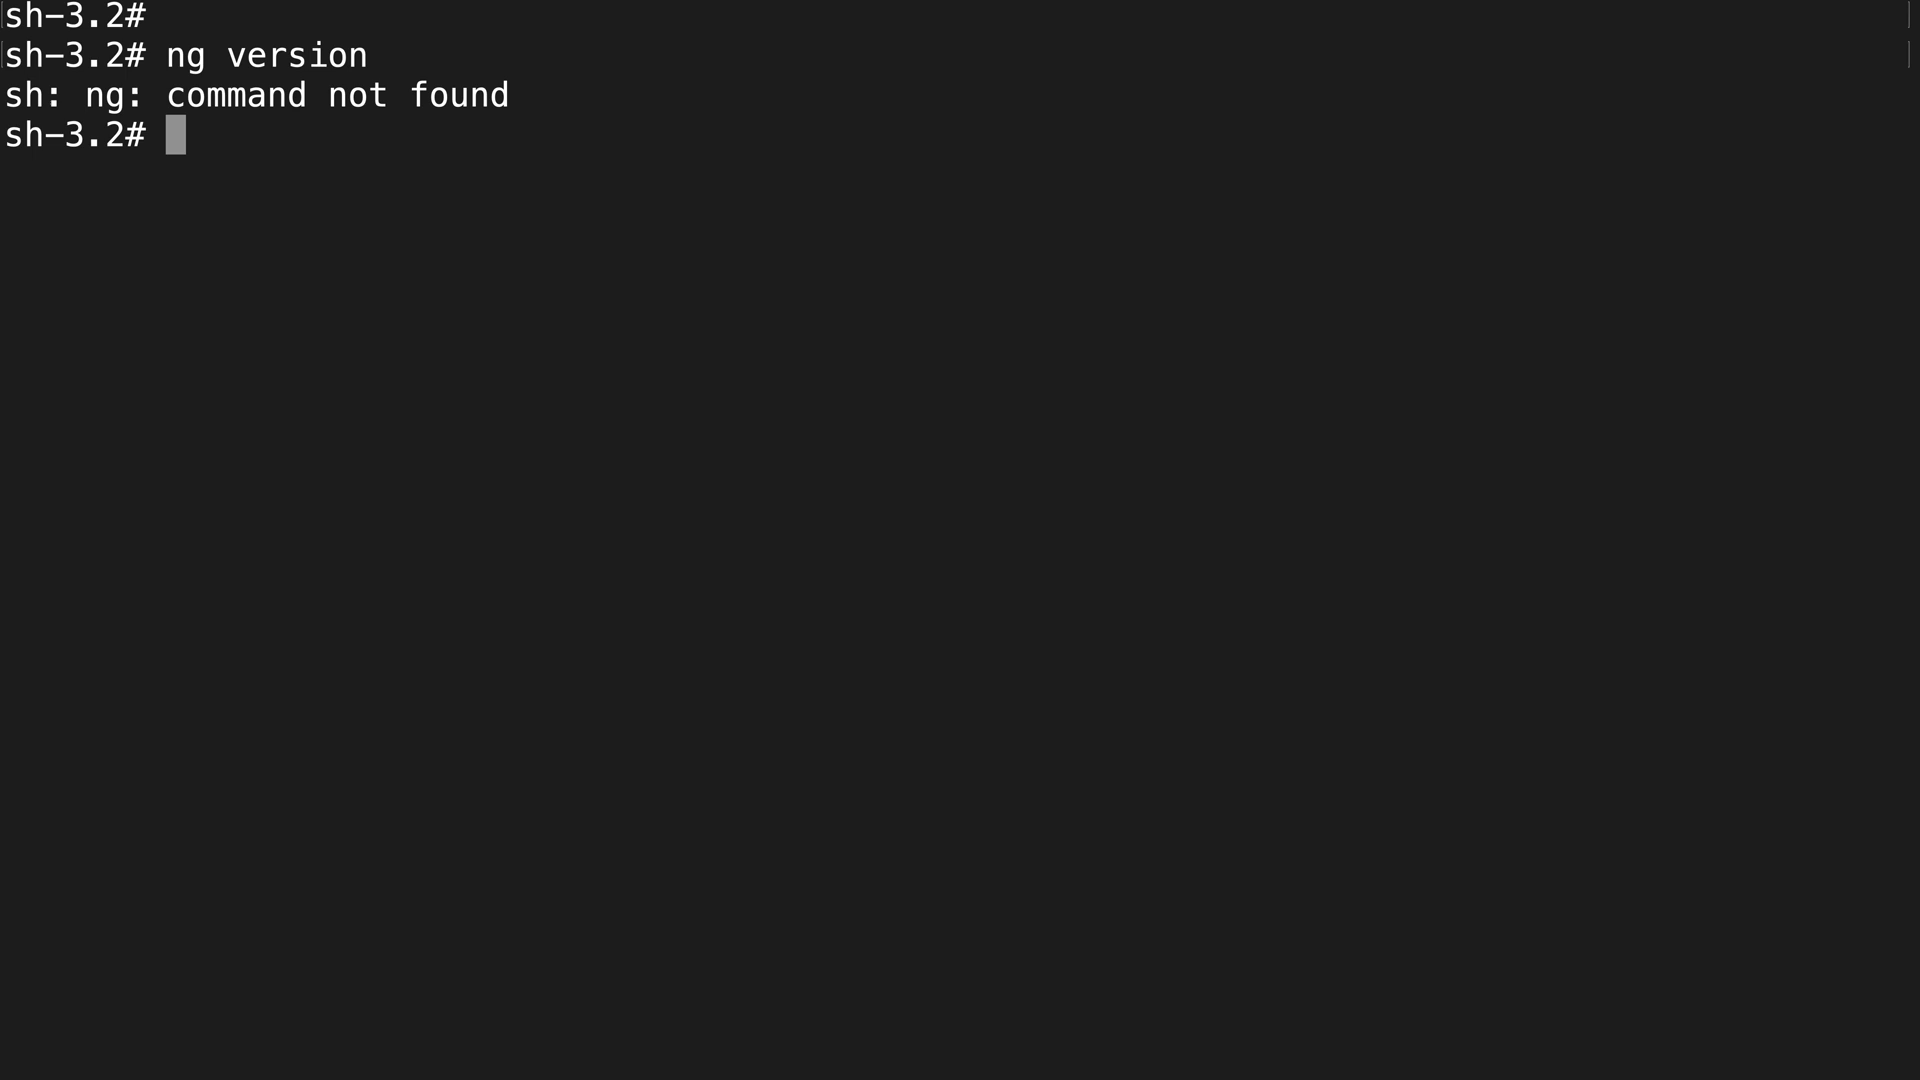 sh-3.2#
sh-3.2# ng version
sh: ng: command not found
sh-3.2#